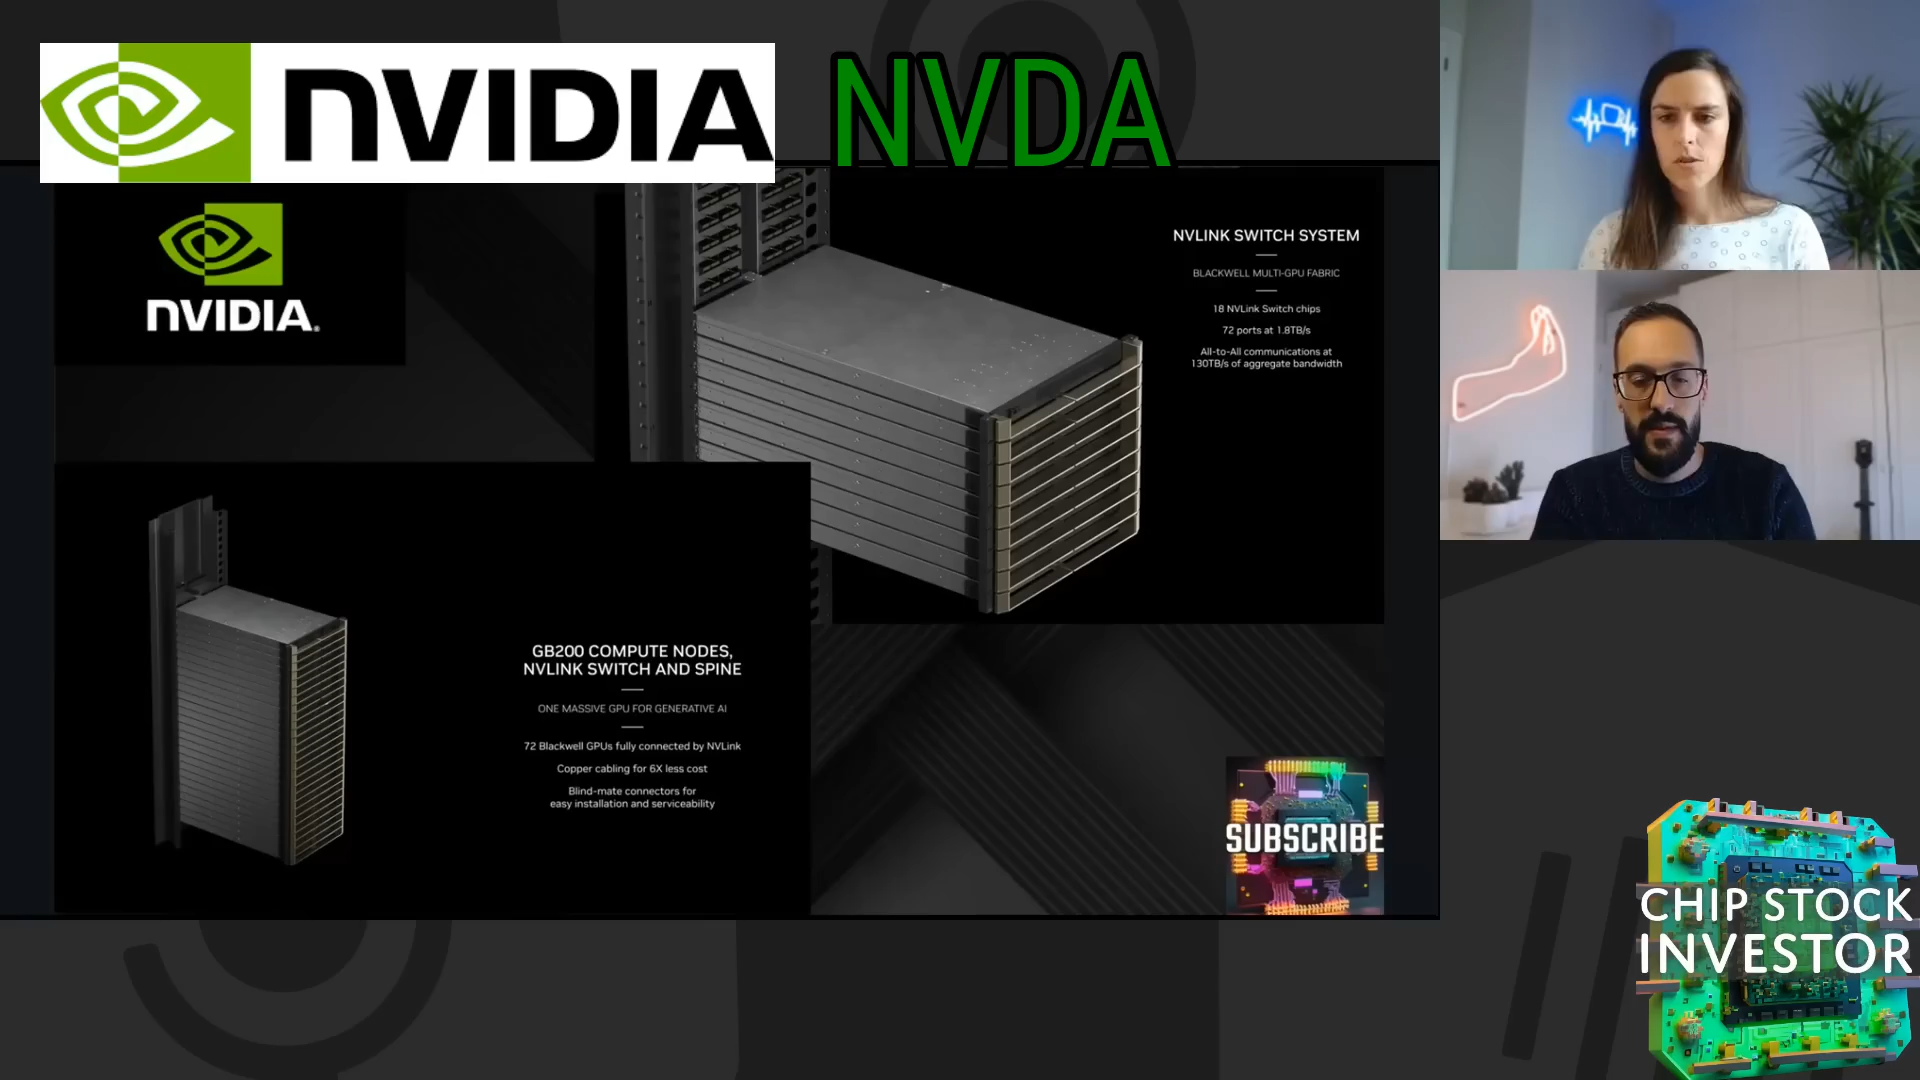 NVIDIA
NVDA
NVIDIA.
NVLINK SWITCH SYSTEM
BLACKWELL MULTI-GPU FABRIC
18 NVLink Switch chips
72 ports at 1.8TB/s
All-to-All communications at
130TB/s of aggregate bandwidth
GB200 COMPUTE NODES,
NVLINK SWITCH AND SPINE
ONE MASSIVE GPU FOR GENERATIVE AI
72 Blackwell GPUs fully connected by NVLink
Copper cabling for 6X less cost
Blind-mate connectors for
easy installation and serviceability
SUBSCRIBE
CHIP STOCK
INVESTOR